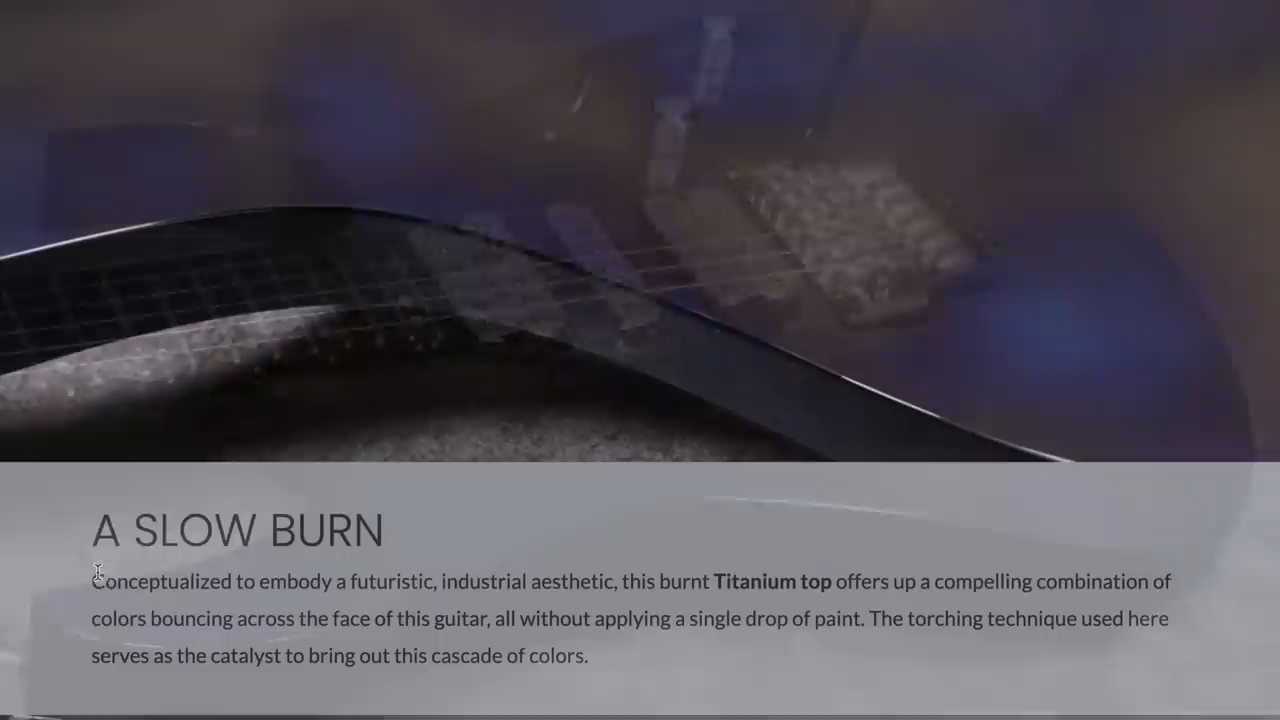 A SLOW BURN
Conceptualized to embody a futuristic, industrial aesthetic, this burnt Titanium top offers up a compelling combination of
colors bouncing across the face of this guitar, all without applying a single drop of paint. The torching technique used here
serves as the catalyst to bring out this cascade of colors.